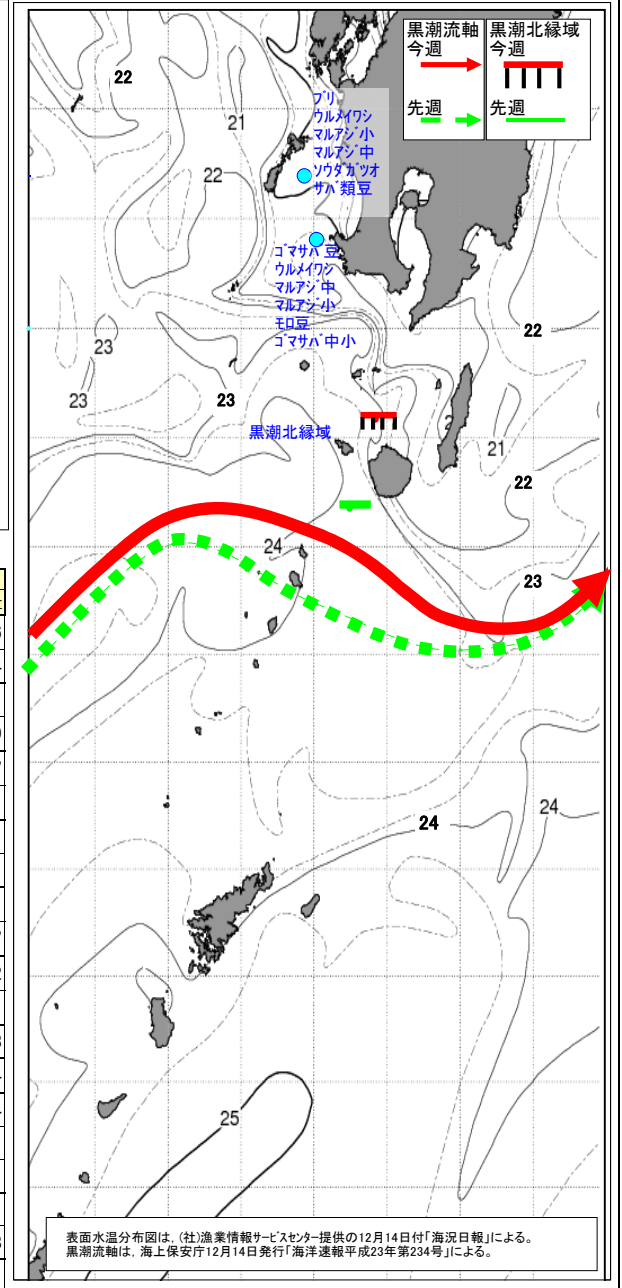 黒潮流軸
今週
先週
黒潮北縁域
今週
先週
22
21
22
ブリ
ウルメイワシ
マルアジ小
マルアジ中
ソウダガツオ
サバ類豆
ゴマサバ豆
ウルメイワシ
マルアジ中
マルアジ小
モロ豆
ゴマサバ中小
22
23
23
23
黒潮北縁域
21
22
24
23
24
24
25
表面水温分布図は、(社)漁業情報サービスセンター提供の12月14日付「海況日報」による。
黒潮流軸は、海上保安庁12月14日発行「海洋速報平成23年第234号」による。